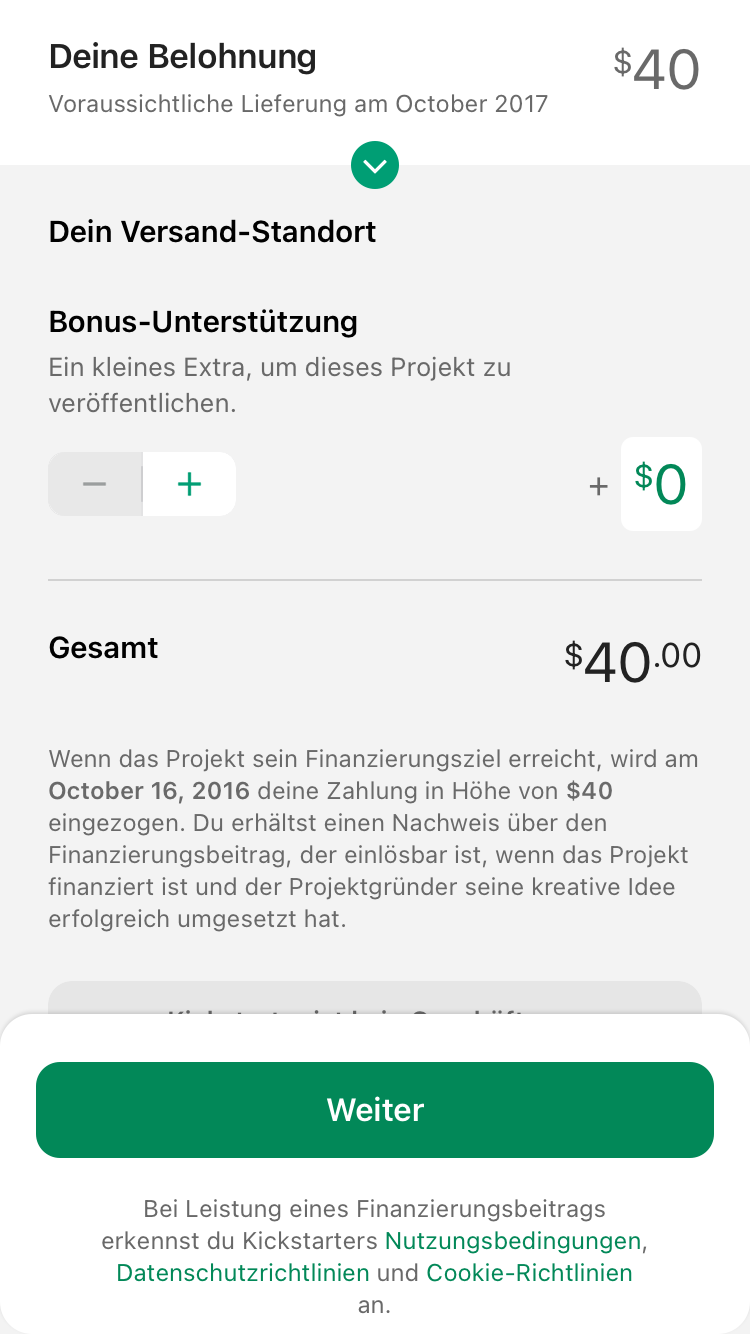 Deine Belohnung
$40
Voraussichtliche Lieferung am October 2017
Dein Versand-Standort
Bonus-Unterstützung
Ein kleines Extra, um dieses Projekt zu
veröffentlichen.
− +
+ $0
Gesamt
$40.00
Wenn das Projekt sein Finanzierungsziel erreicht, wird am
October 16, 2016 deine Zahlung in Höhe von $40
eingezogen. Du erhältst einen Nachweis über den
Finanzierungsbeitrag, der einlösbar ist, wenn das Projekt
finanziert ist und der Projektgründer seine kreative Idee
erfolgreich umgesetzt hat.
Weiter
Bei Leistung eines Finanzierungsbeitrags
erkennst du Kickstarters Nutzungsbedingungen,
Datenschutzrichtlinien und Cookie-Richtlinien
an.